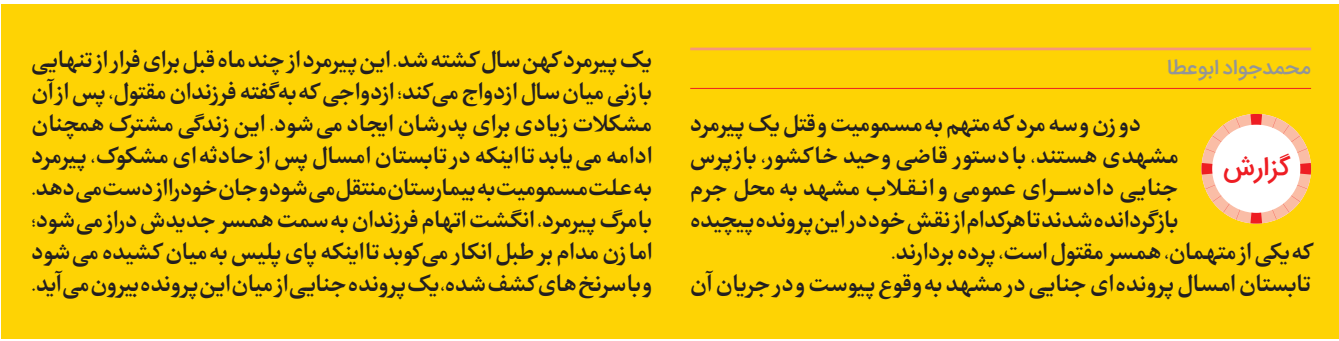 محمدجواد ابوعطا
گزارش
دو زن وسه مرد که متهم به مسمومیت وقتل یک پیرمرد
مشهدی هستند، با دستور قاضی وحید خاکشور، بازپرس
جنایی دادسرای عمومی و انقلاب مشهد به محل جرم
بازگردانده شدند تا هرکدام از نقش خود در این پرونده پیچیده
که یکی از متهمان، همسر مقتول است، پرده بردارند.
تابستان امسال پرونده ای جنایی در مشهد به وقوع پیوست و در جریان آن
یک پیرمرد کهن سال کشته شد. این پیرمرد از چند ماه قبل برای فرار از تنهایی
با زنی میان سال ازدواج می کند؛ ازدواجی که به گفته فرزندان مقتول، پس از آن
مشکلات زیادی برای پدرشان ایجاد می شود. این زندگی مشترک همچنان
ادامه می یابد تا اینکه در تابستان امسال پس از حادثه ای مشکوک، پیرمرد
به علت مسمومیت به بیمارستان منتقل می شود و جان خود را از دست می دهد.
با مرگ پیرمرد، انگشت اتهام فرزندان به سمت همسر جدیدش دراز می شود؛
اما زن مدام بر طبل انکار می کوبد تا اینکه پای پلیس به میان کشیده می شود
و با سرنخ های کشف شده، یک پرونده جنایی از میان این پرونده بیرون می آید.